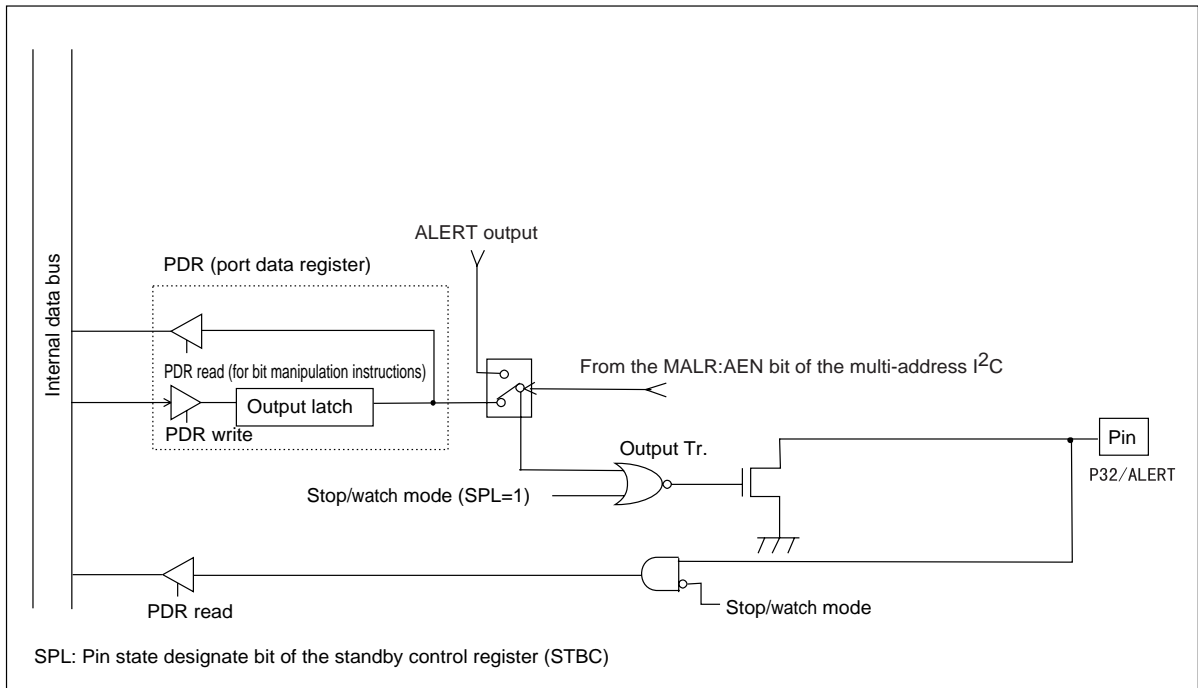 ALERT output
PDR (port data register)
Internal data bus
PDR read (for bit manipulation instructions)
From the MALR:AEN bit of the multi-address I2C
Output latch
PDR write
Output Tr.
Pin
P32/ALERT
Stop/watch mode (SPL=1)
PDR read
Stop/watch mode
SPL: Pin state designate bit of the standby control register (STBC)